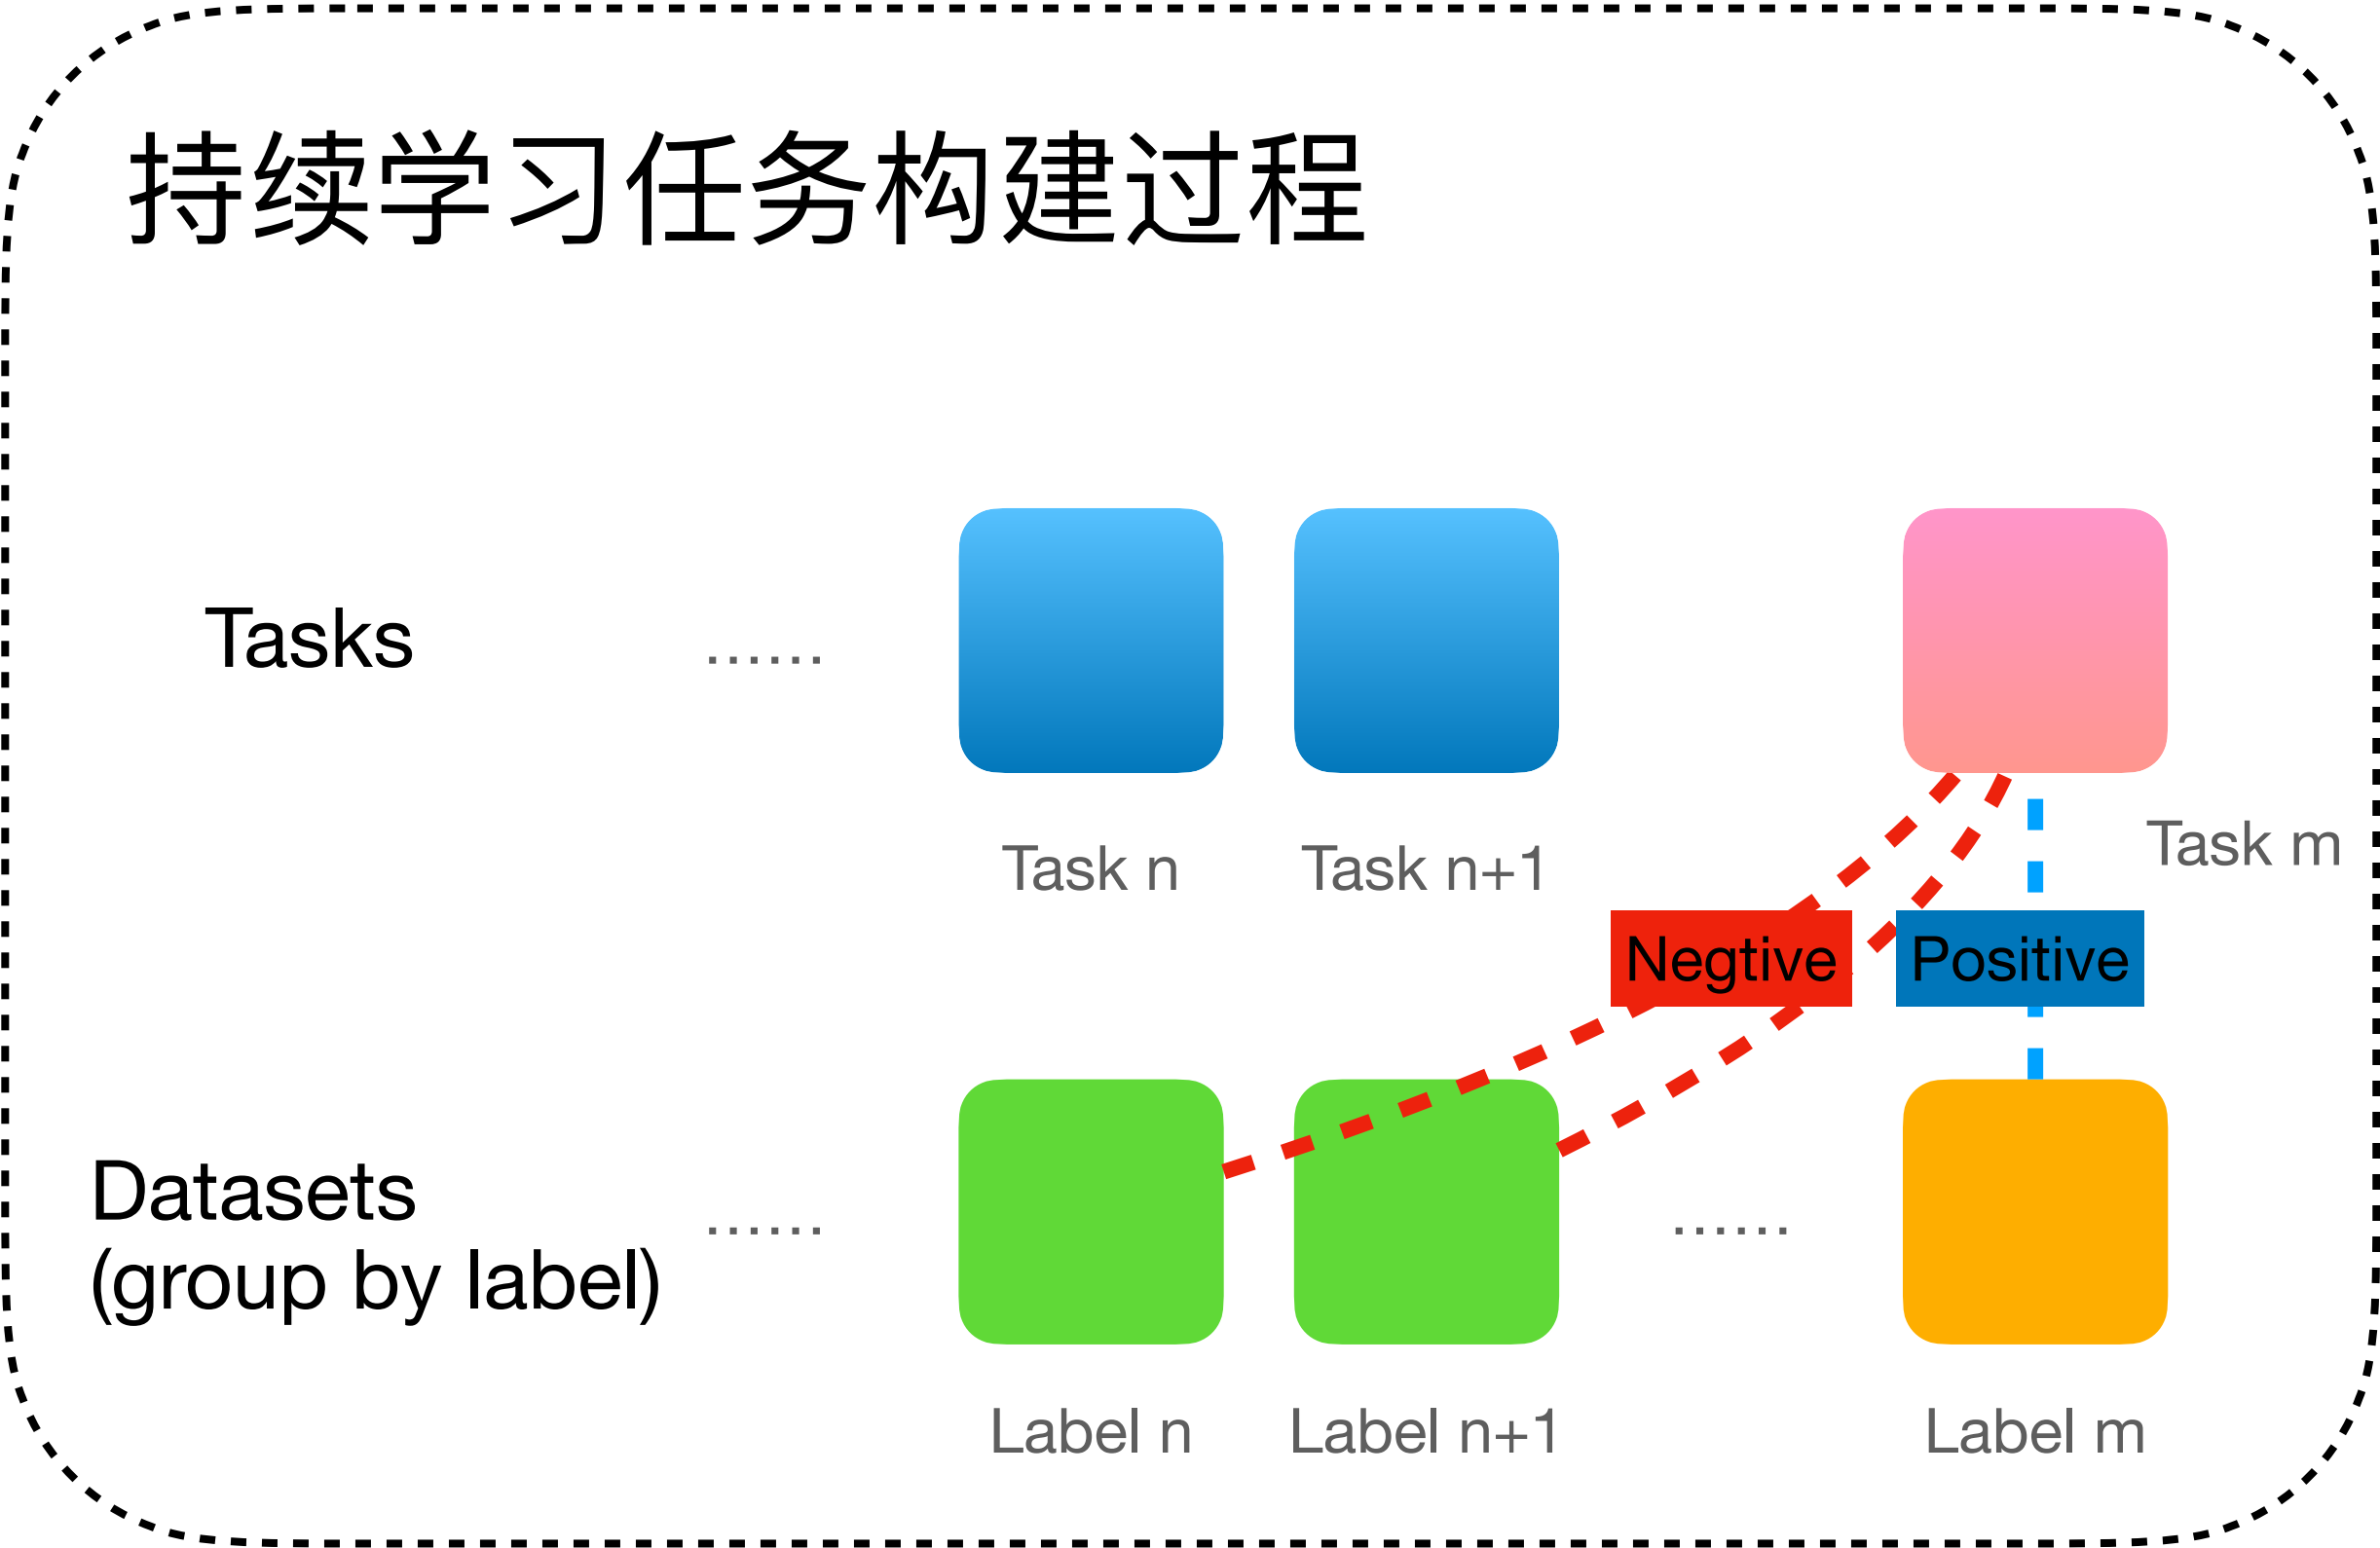 持续学习任务构建过程
Tasks
......
Task n
Task n+1
Task m
Negtive
Positive
Datasets
(group by label)
......
......
Label n
Label n+1
Label m